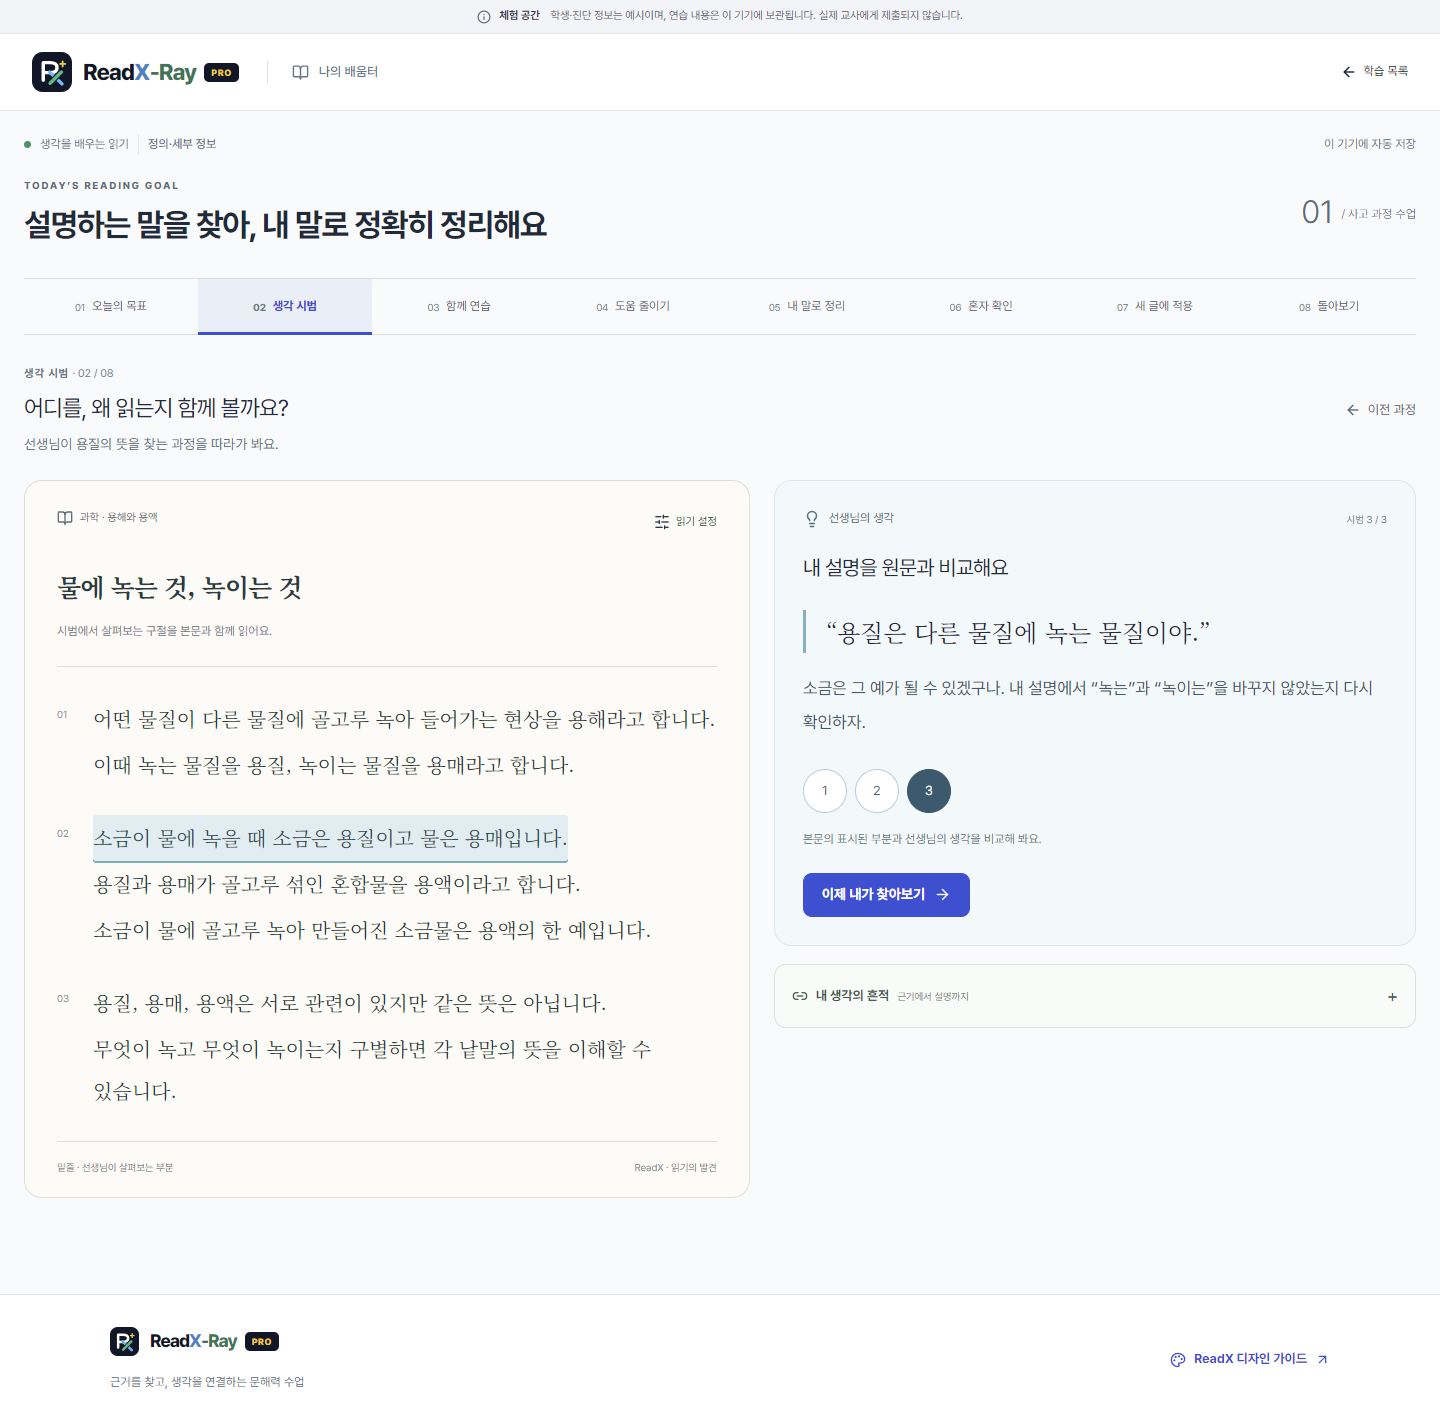 체험 공간 학생·진단 정보는 예시이며, 연습 내용은 이 기기에 보관됩니다. 실제 교사에게 제출되지 않습니다.
ReadX-Ray PRO
나의 배움터
학습 목록
생각을 배우는 읽기
정의·세부 정보
이 기기에 자동 저장
TODAY'S READING GOAL
설명하는 말을 찾아, 내 말로 정확히 정리해요
01 / 사고 과정 수업
01 오늘의 목표
02 생각 시범
03 함께 연습
04 도움 줄이기
05 내 말로 정리
06 혼자 확인
07 새 글에 적용
08 돌아보기
생각 시범 · 02 / 08
어디를, 왜 읽는지 함께 볼까요?
이전 과정
선생님이 용질의 뜻을 찾는 과정을 따라가 봐요.
과학 · 용해와 용액
읽기 설정
물에 녹는 것, 녹이는 것
시범에서 살펴보는 구절을 본문과 함께 읽어요.
01 어떤 물질이 다른 물질에 골고루 녹아 들어가는 현상을 용해라고 합니다.
이때 녹는 물질을 용질, 녹이는 물질을 용매라고 합니다.
02 소금이 물에 녹을 때 소금은 용질이고 물은 용매입니다.
용질과 용매가 골고루 섞인 혼합물을 용액이라고 합니다.
소금이 물에 골고루 녹아 만들어진 소금물은 용액의 한 예입니다.
03 용질, 용매, 용액은 서로 관련이 있지만 같은 뜻은 아닙니다.
무엇이 녹고 무엇이 녹이는지 구별하면 각 낱말의 뜻을 이해할 수
있습니다.
밑줄 · 선생님이 살펴보는 부분
ReadX · 읽기의 발견
선생님의 생각
시범 3 / 3
내 설명을 원문과 비교해요
“용질은 다른 물질에 녹는 물질이야.”
소금은 그 예가 될 수 있겠구나. 내 설명에서 “녹는”과 “녹이는”을 바꾸지 않았는지 다시
확인하자.
1 2 3
본문의 표시된 부분과 선생님의 생각을 비교해 봐요.
이제 내가 찾아보기
내 생각의 흔적 근거에서 설명까지 +
ReadX-Ray PRO
근거를 찾고, 생각을 연결하는 문해력 수업
ReadX 디자인 가이드